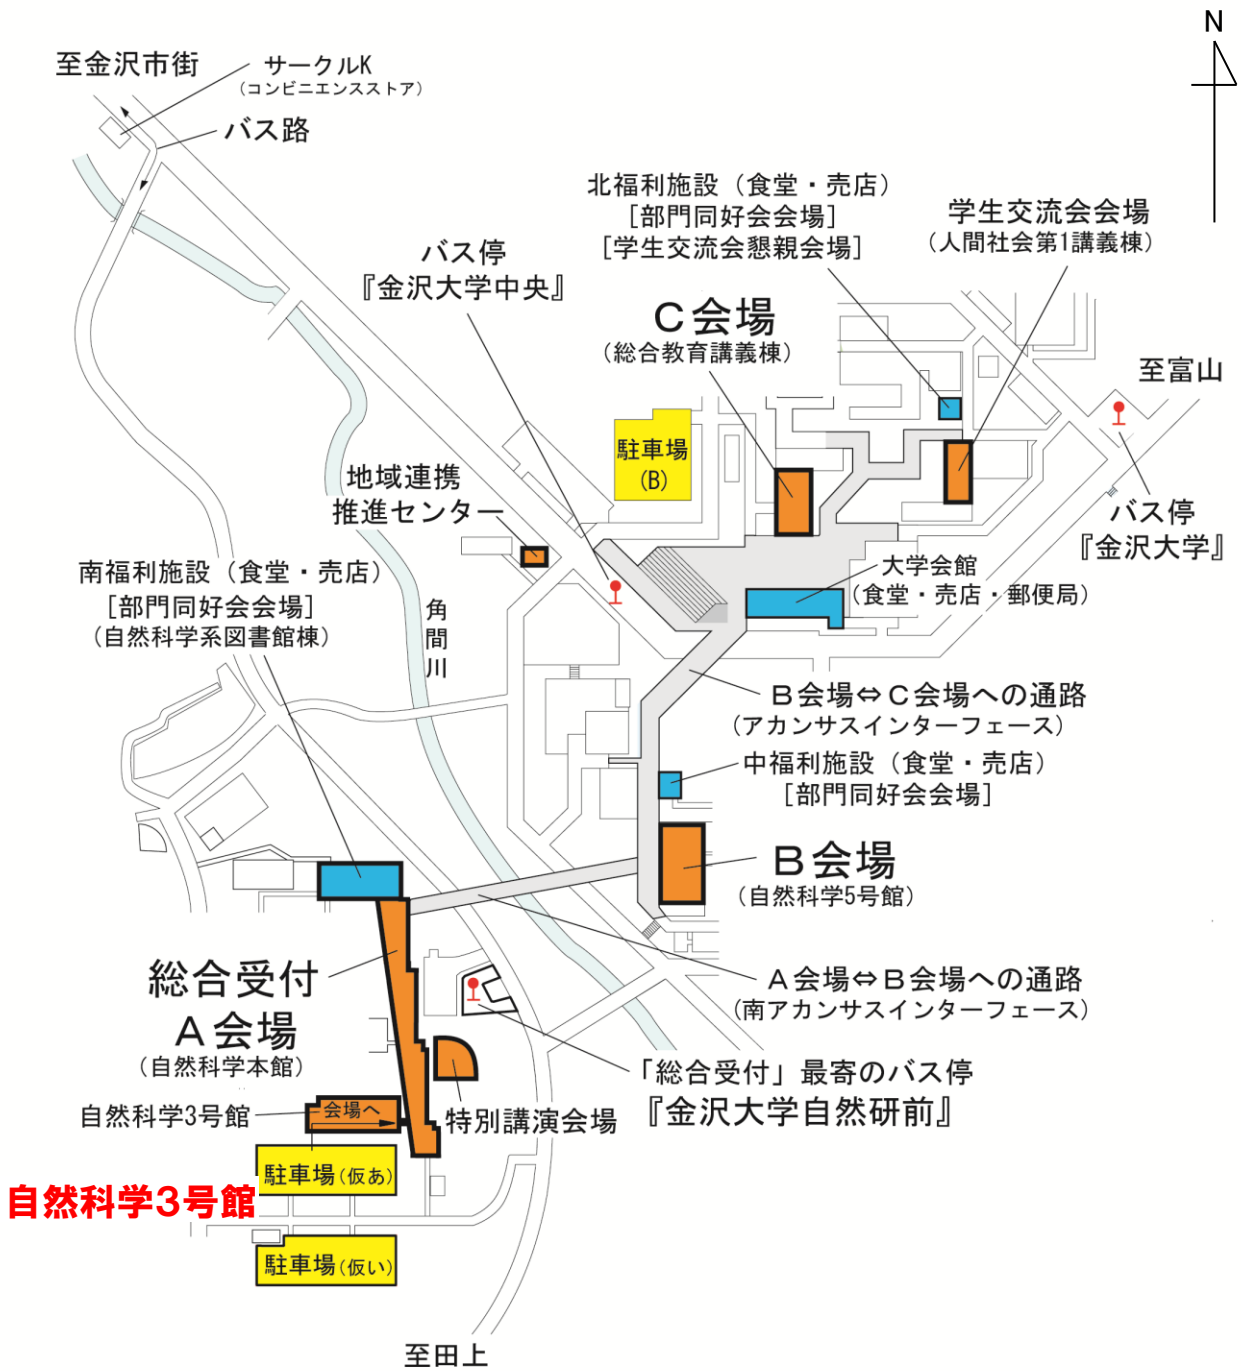 N
至金沢市街
サークルK
(コンビニエンスストア)
バス路
北福利施設（食堂・売店）
[部門同好会会場]
[学生交流会懇親会場]
学生交流会会場
(人間社会第1講義棟)
バス停
『金沢大学中央』
C会場
(総合教育講義棟)
至富山
駐車場
(B)
地域連携
推進センター
バス停
『金沢大学』
南福利施設（食堂・売店）
[部門同好会会場]
(自然科学系図書館棟)
大学会館
(食堂・売店・郵便局)
角間川
B会場⇔C会場への通路
(アカンサスインターフェース)
中福利施設（食堂・売店）
[部門同好会会場]
B会場
(自然科学5号館)
総合受付
A会場
(自然科学本館)
A会場⇔B会場への通路
(南アカンサスインターフェース)
「総合受付」最寄のバス停
『金沢大学自然研前』
自然科学3号館
会場へ
特別講演会場
駐車場(仮あ)
自然科学3号館
駐車場(仮い)
至田上